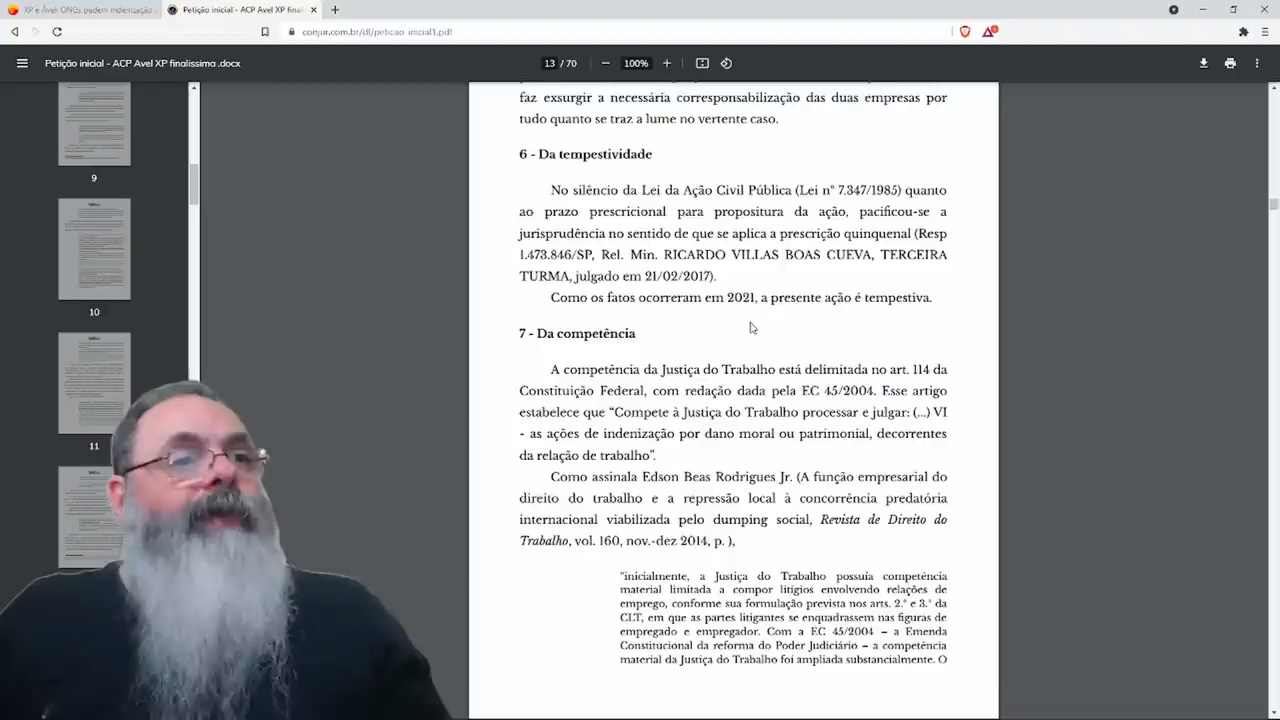 XP e Ável: ONGs pedem indenização
Petição inicial - ACP Avel XP final
conjur.com.br/dl/peticao_inicial1.pdf
Petição inicial - ACP Avel XP finalissima .docx
13 / 70
100%
9
10
11
faz exsurgir a necessária corresponsabilização das duas empresas por
tudo quanto se traz a lume no vertente caso.
6 - Da tempestividade
No silêncio da Lei da Ação Civil Pública (Lei nº 7.347/1985) quanto
ao prazo prescricional para propositura da ação, pacificou-se a
jurisprudência no sentido de que se aplica a prescrição quinquenal (Resp
1.473.846/SP, Rel. Min. RICARDO VILLAS BOAS CUEVA, TERCEIRA
TURMA, julgado em 21/02/2017).
Como os fatos ocorreram em 2021, a presente ação é tempestiva.
7 - Da competência
A competência da Justiça do Trabalho está delimitada no art. 114 da
Constituição Federal, com redação dada pela EC 45/2004. Esse artigo
estabelece que “Compete à Justiça do Trabalho processar e julgar: (...) VI
- as ações de indenização por dano moral ou patrimonial, decorrentes
da relação de trabalho”.
Como assinala Edson Beas Rodrigues Jr. (A função empresarial do
direito do trabalho e a repressão local à concorrência predatória
internacional viabilizada pelo dumping social, Revista de Direito do
Trabalho, vol. 160, nov.-dez 2014, p. ),
“inicialmente, a Justiça do Trabalho possuía competência
material limitada a compor litígios envolvendo relações de
emprego, conforme sua formulação prevista nos arts. 2.º e 3.º da
CLT, em que as partes litigantes se enquadrassem nas figuras de
empregado e empregador. Com a EC 45/2004 – a Emenda
Constitucional da reforma do Poder Judiciário – a competência
material da Justiça do Trabalho foi ampliada substancialmente. O